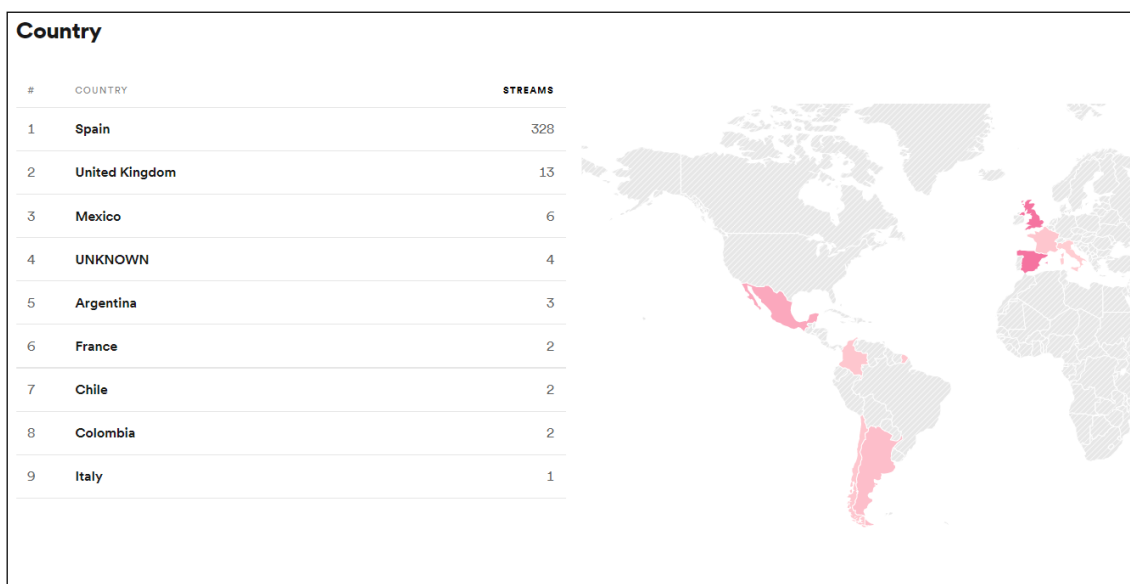 Country
# COUNTRY STREAMS
1 Spain 328
2 United Kingdom 13
3 Mexico 6
4 UNKNOWN 4
5 Argentina 3
6 France 2
7 Chile 2
8 Colombia 2
9 Italy 1